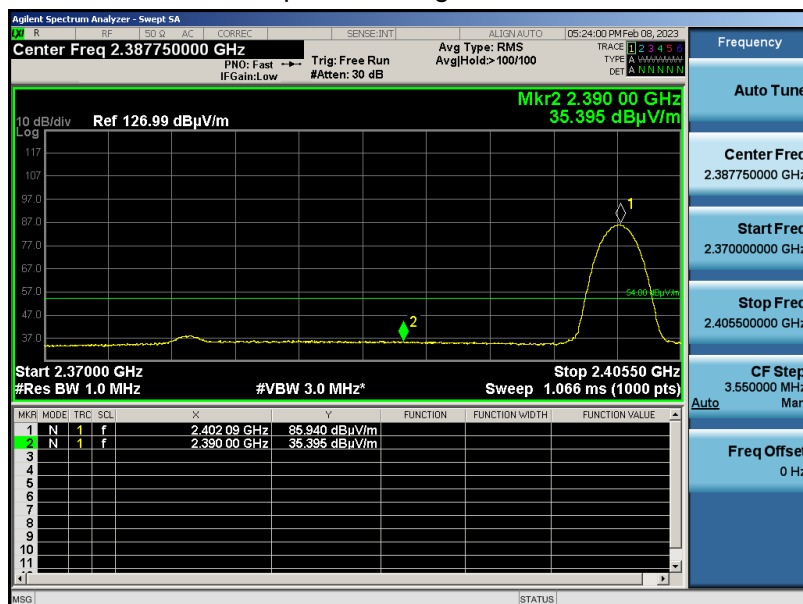 Agilent Spectrum Analyzer - Swept SA
LXI R RF 50 Ω AC CORREC SENSE:INT ALIGN AUTO 05:24:00 PM Feb 08, 2023
Center Freq 2.387750000 GHz
PNO: Fast
IFGain:Low
Trig: Free Run
#Atten: 30 dB
Avg Type: RMS
Avg|Hold:>100/100
TRACE 1 2 3 4 5 6
TYPE A WWWWW
DET A N N N N N
Mkr2 2.390 00 GHz
35.395 dBµV/m
10 dB/div Ref 126.99 dBµV/m
Log
117
107
97.0
87.0
77.0
67.0
57.0
47.0
37.0
1
54.00 dBµV/m
2
Start 2.37000 GHz Stop 2.40550 GHz
#Res BW 1.0 MHz #VBW 3.0 MHz* Sweep 1.066 ms (1000 pts)
MKR MODE TRC SCL X Y FUNCTION FUNCTION WIDTH FUNCTION VALUE
1 N 1 f 2.402 09 GHz 85.940 dBµV/m
2 N 1 f 2.390 00 GHz 35.395 dBµV/m
3
4
5
6
7
8
9
10
11
MSG STATUS
Frequency
Auto Tune
Center Freq
2.387750000 GHz
Start Freq
2.370000000 GHz
Stop Freq
2.405500000 GHz
CF Step
3.550000 MHz
Auto Man
Freq Offset
0 Hz